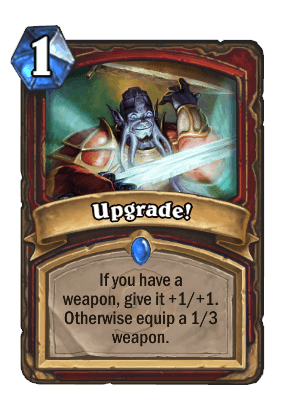 1
Upgrade!
If you have a
weapon, give it +1/+1.
Otherwise equip a 1/3
weapon.